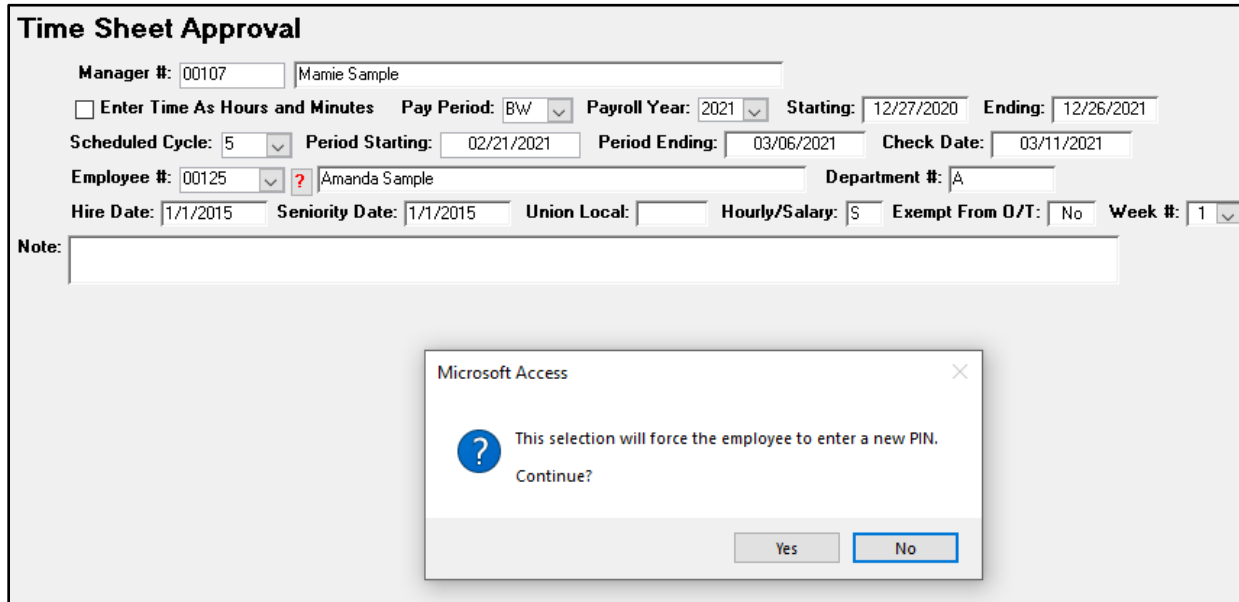 Time Sheet Approval
Manager #: 00107 Mamie Sample
Enter Time As Hours and Minutes Pay Period: BW Payroll Year: 2021 Starting: 12/27/2020 Ending: 12/26/2021
Scheduled Cycle: 5 Period Starting: 02/21/2021 Period Ending: 03/06/2021 Check Date: 03/11/2021
Employee #: 00125 ? Amanda Sample Department #: A
Hire Date: 1/1/2015 Seniority Date: 1/1/2015 Union Local: Hourly/Salary: S Exempt From O/T: No Week #: 1
Note:
Microsoft Access
This selection will force the employee to enter a new PIN.
Continue?
Yes No